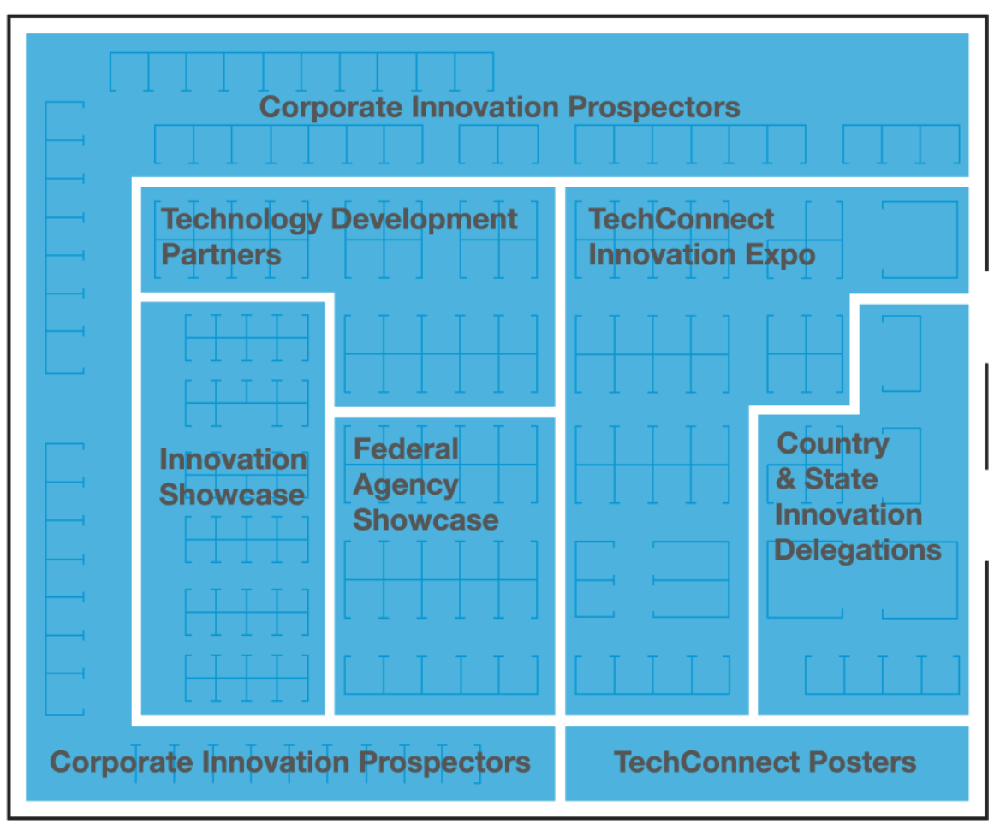 Corporate Innovation Prospectors
Technology Development
Partners
TechConnect
Innovation Expo
Innovation
Showcase
Federal
Agency
Showcase
Country
& State
Innovation
Delegations
Corporate Innovation Prospectors
TechConnect Posters